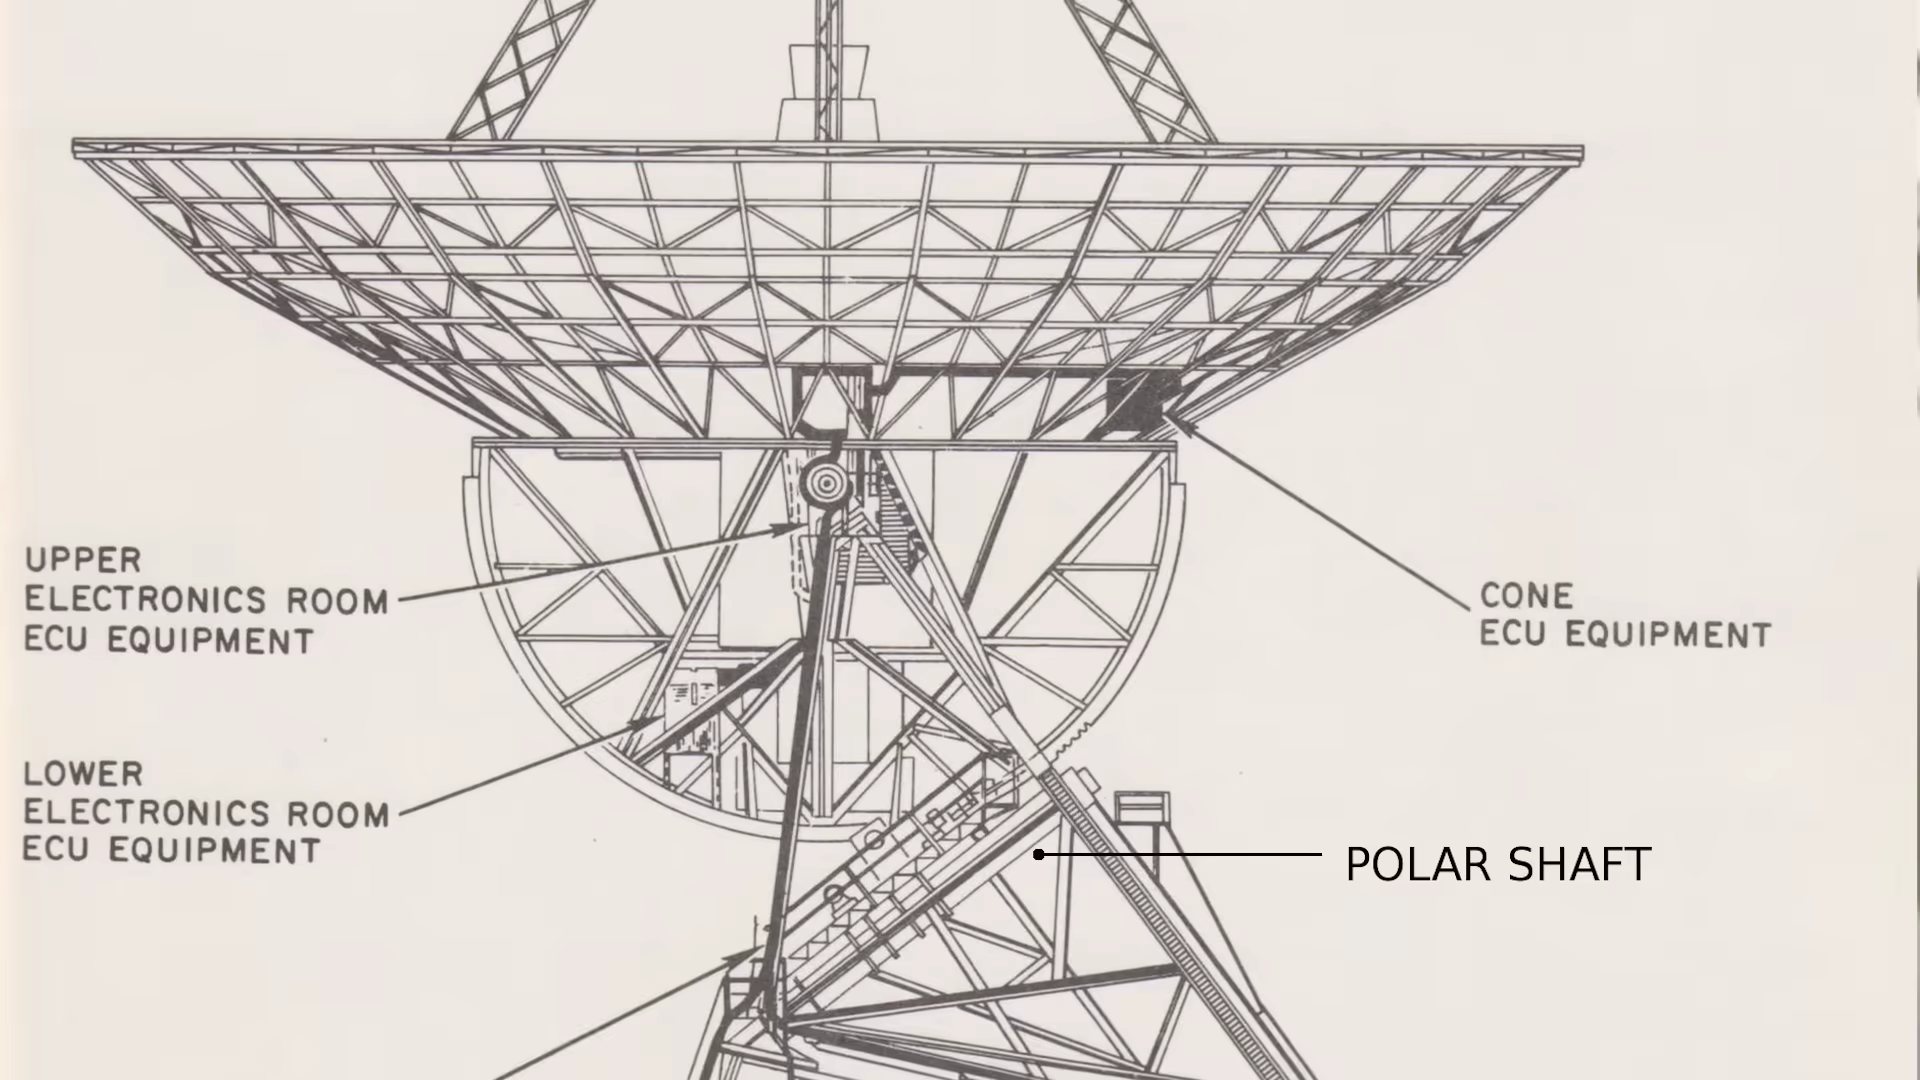 UPPER
ELECTRONICS ROOM
ECU EQUIPMENT
CONE
ECU EQUIPMENT
LOWER
ELECTRONICS ROOM
ECU EQUIPMENT
POLAR SHAFT